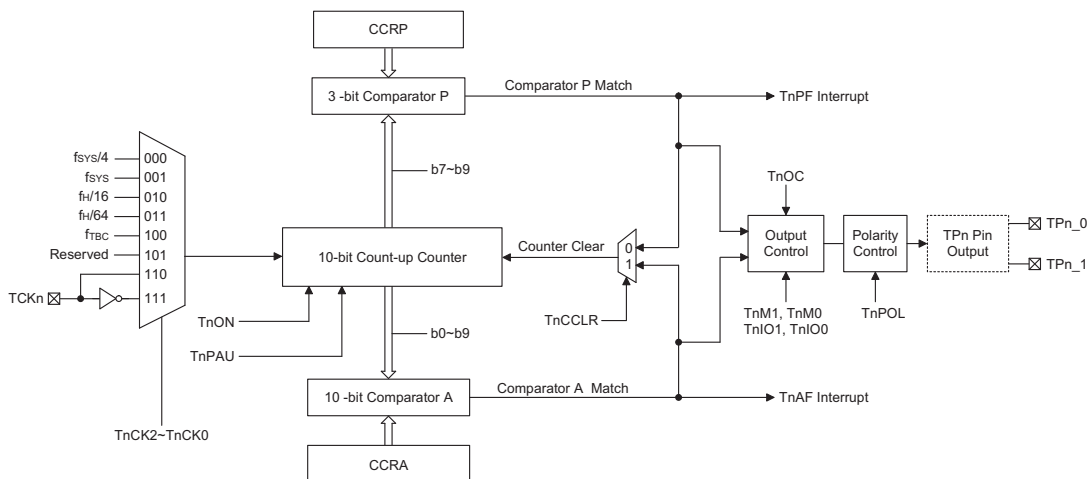 CCRP
3 -bit Comparator P
Comparator P Match
TnPF Interrupt
b7~b9
fSYS/4
000
fSYS
001
fH/16
010
fH/64
011
fTBC
100
Reserved
101
110
TCKn
111
10-bit Count-up Counter
Counter Clear
0
1
TnOC
Output
Control
Polarity
Control
TPn Pin
Output
TPn_0
TPn_1
TnON
TnPAU
b0~b9
TnCCLR
TnM1, TnM0
TnIO1, TnIO0
TnPOL
10 -bit Comparator A
Comparator A Match
TnAF Interrupt
TnCK2~TnCK0
CCRA